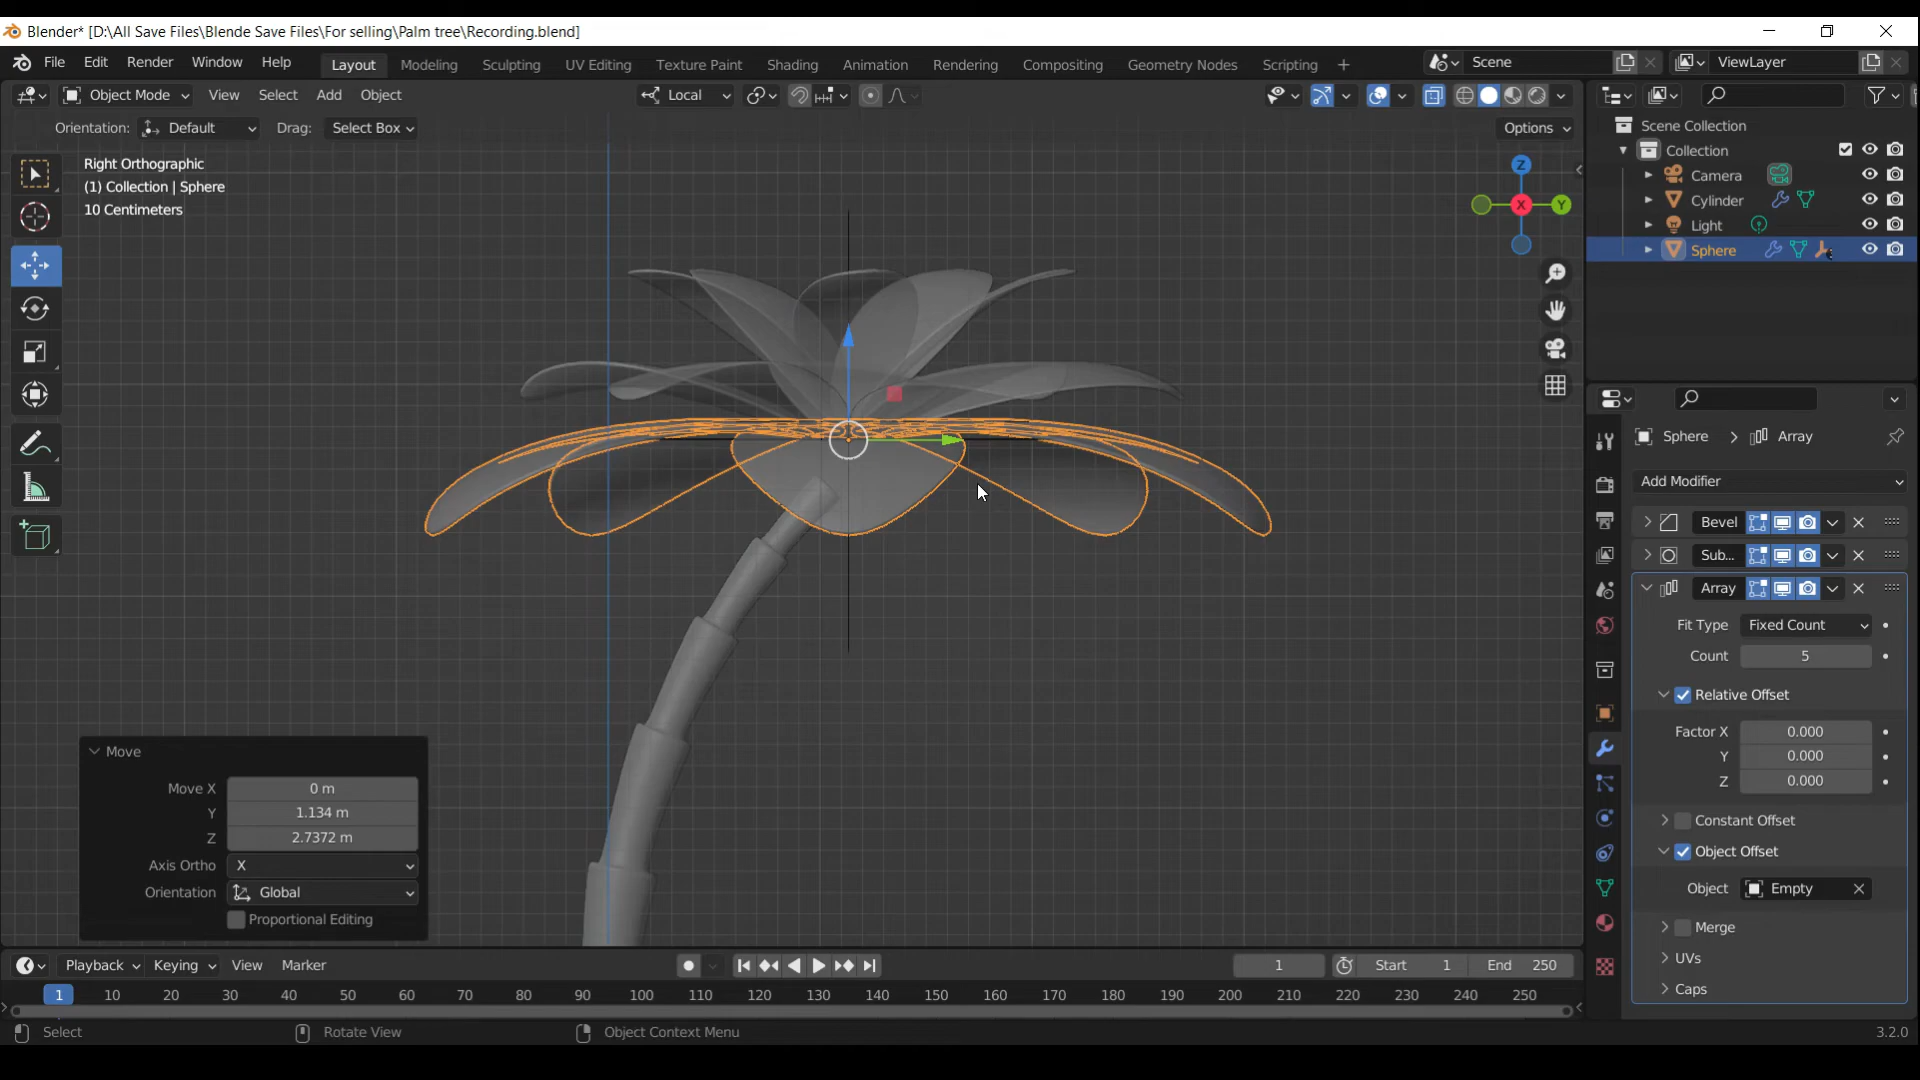 Blender* [D:\All Save Files\Blende Save Files\For selling\Palm tree\Recording.blend]
File Edit Render Window Help Layout Modeling Sculpting UV Editing Texture Paint Shading Animation Rendering Compositing Geometry Nodes Scripting + Scene ViewLayer
Object Mode View Select Add Object Local
Orientation: Default Drag: Select Box Options
Right Orthographic
(1) Collection | Sphere
10 Centimeters
Z
X
Y
Scene Collection
Collection
Camera
Cylinder
Light
Sphere
Sphere > Array
Add Modifier
Bevel
Sub...
Array
Fit Type Fixed Count
Count 5
Relative Offset
Factor X 0.000
Y 0.000
Z 0.000
Constant Offset
Object Offset
Object Empty
Merge
UVs
Caps
Move
Move X 0 m
Y 1.134 m
Z 2.7372 m
Axis Ortho X
Orientation Global
Proportional Editing
Playback Keying View Marker 1 Start 1 End 250
1 10 20 30 40 50 60 70 80 90 100 110 120 130 140 150 160 170 180 190 200 210 220 230 240 250
Select Rotate View Object Context Menu 3.2.0